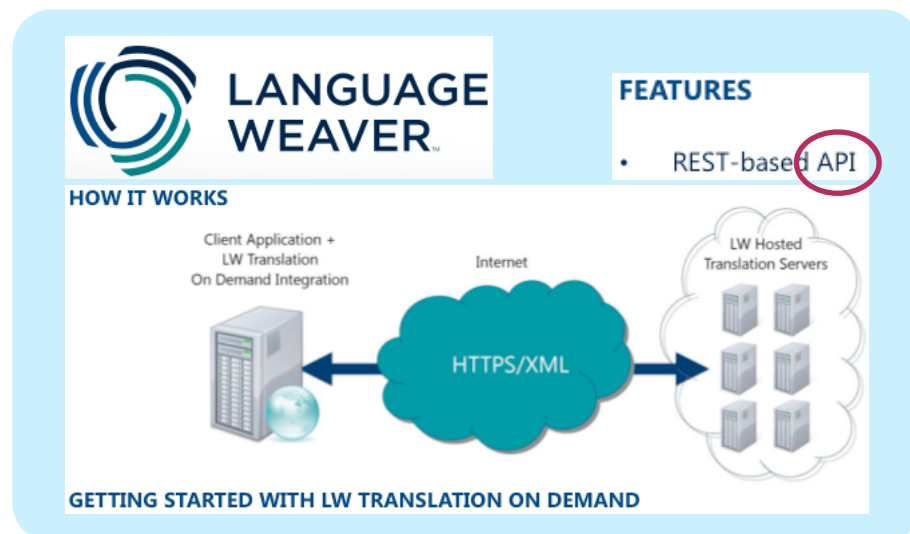 LANGUAGE
WEAVER™
FEATURES
• REST-based API
HOW IT WORKS
Client Application +
LW Translation
On Demand Integration
Internet
HTTPS/XML
LW Hosted
Translation Servers
GETTING STARTED WITH LW TRANSLATION ON DEMAND